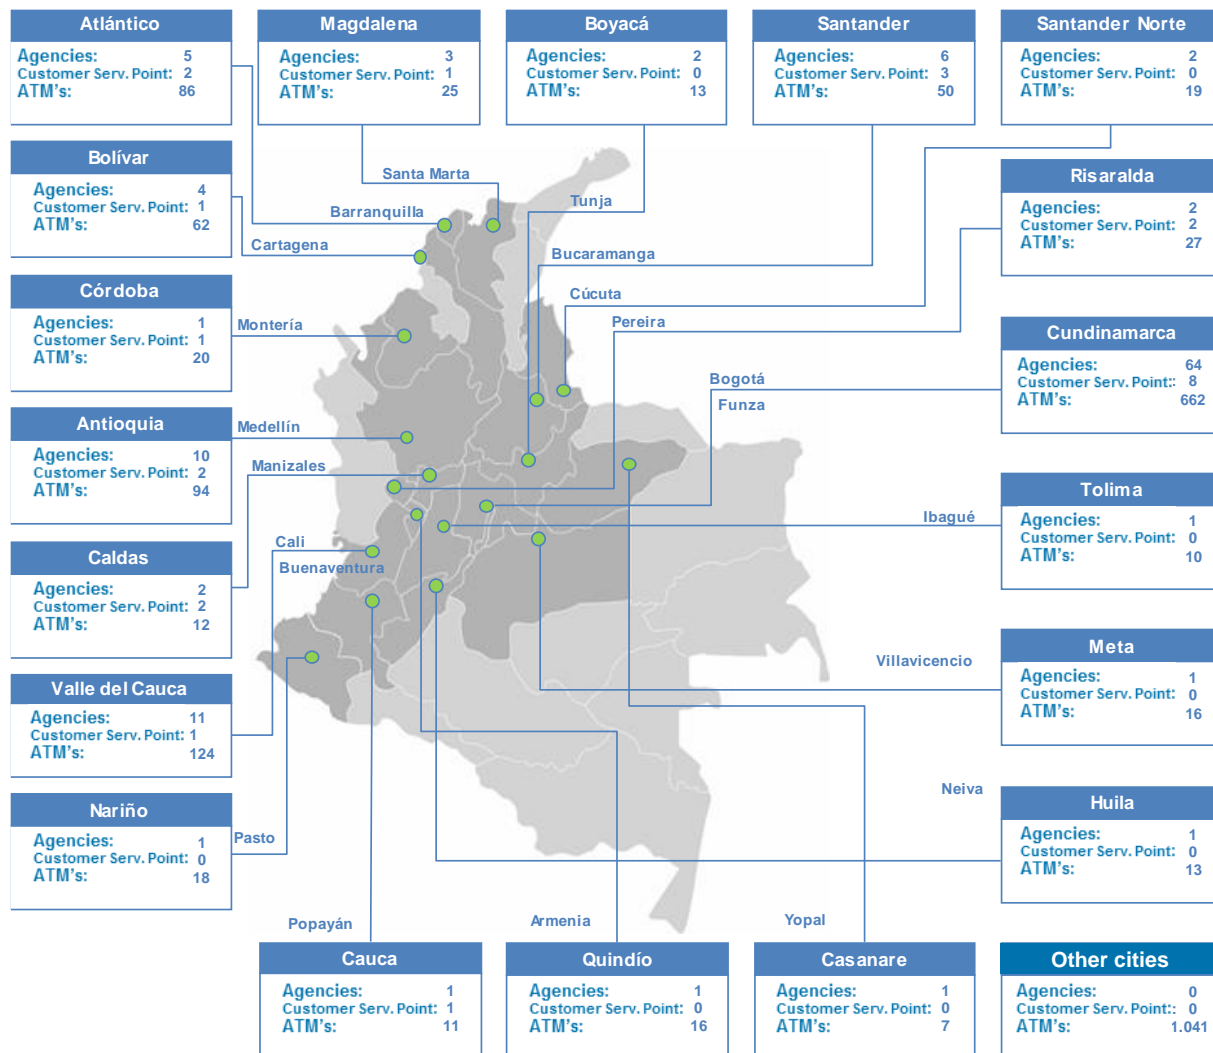 Atlántico
Agencies: 5
Customer Serv. Point: 2
ATM's: 86
Magdalena
Agencies: 3
Customer Serv. Point: 1
ATM's: 25
Boyacá
Agencies: 2
Customer Serv. Point: 0
ATM's: 13
Santander
Agencies: 6
Customer Serv. Point: 3
ATM's: 50
Santander Norte
Agencies: 2
Customer Serv. Point: 0
ATM's: 19
Bolívar
Agencies: 4
Customer Serv. Point: 1
ATM's: 62
Risaralda
Agencies: 2
Customer Serv. Point: 2
ATM's: 27
Santa Marta
Tunja
Barranquilla
Cartagena
Bucaramanga
Cúcuta
Pereira
Córdoba
Agencies: 1
Customer Serv. Point: 1
ATM's: 20
Montería
Cundinamarca
Agencies: 64
Customer Serv. Point:: 8
ATM's: 662
Bogotá
Funza
Antioquia
Agencies: 10
Customer Serv. Point: 2
ATM's: 94
Medellín
Manizales
Tolima
Agencies: 1
Customer Serv. Point: 0
ATM's: 10
Ibagué
Caldas
Agencies: 2
Customer Serv. Point: 2
ATM's: 12
Cali
Buenaventura
Meta
Agencies: 1
Customer Serv. Point: 0
ATM's: 16
Villavicencio
Valle del Cauca
Agencies: 11
Customer Serv. Point: 1
ATM's: 124
Nariño
Agencies: 1
Customer Serv. Point: 0
ATM's: 18
Pasto
Neiva
Huila
Agencies: 1
Customer Serv. Point: 0
ATM's: 13
Popayán
Armenia
Yopal
Cauca
Agencies: 1
Customer Serv. Point: 1
ATM's: 11
Quindío
Agencies: 1
Customer Serv. Point: 0
ATM's: 16
Casanare
Agencies: 1
Customer Serv. Point: 0
ATM's: 7
Other cities
Agencies: 0
Customer Serv. Point:: 0
ATM's: 1.041